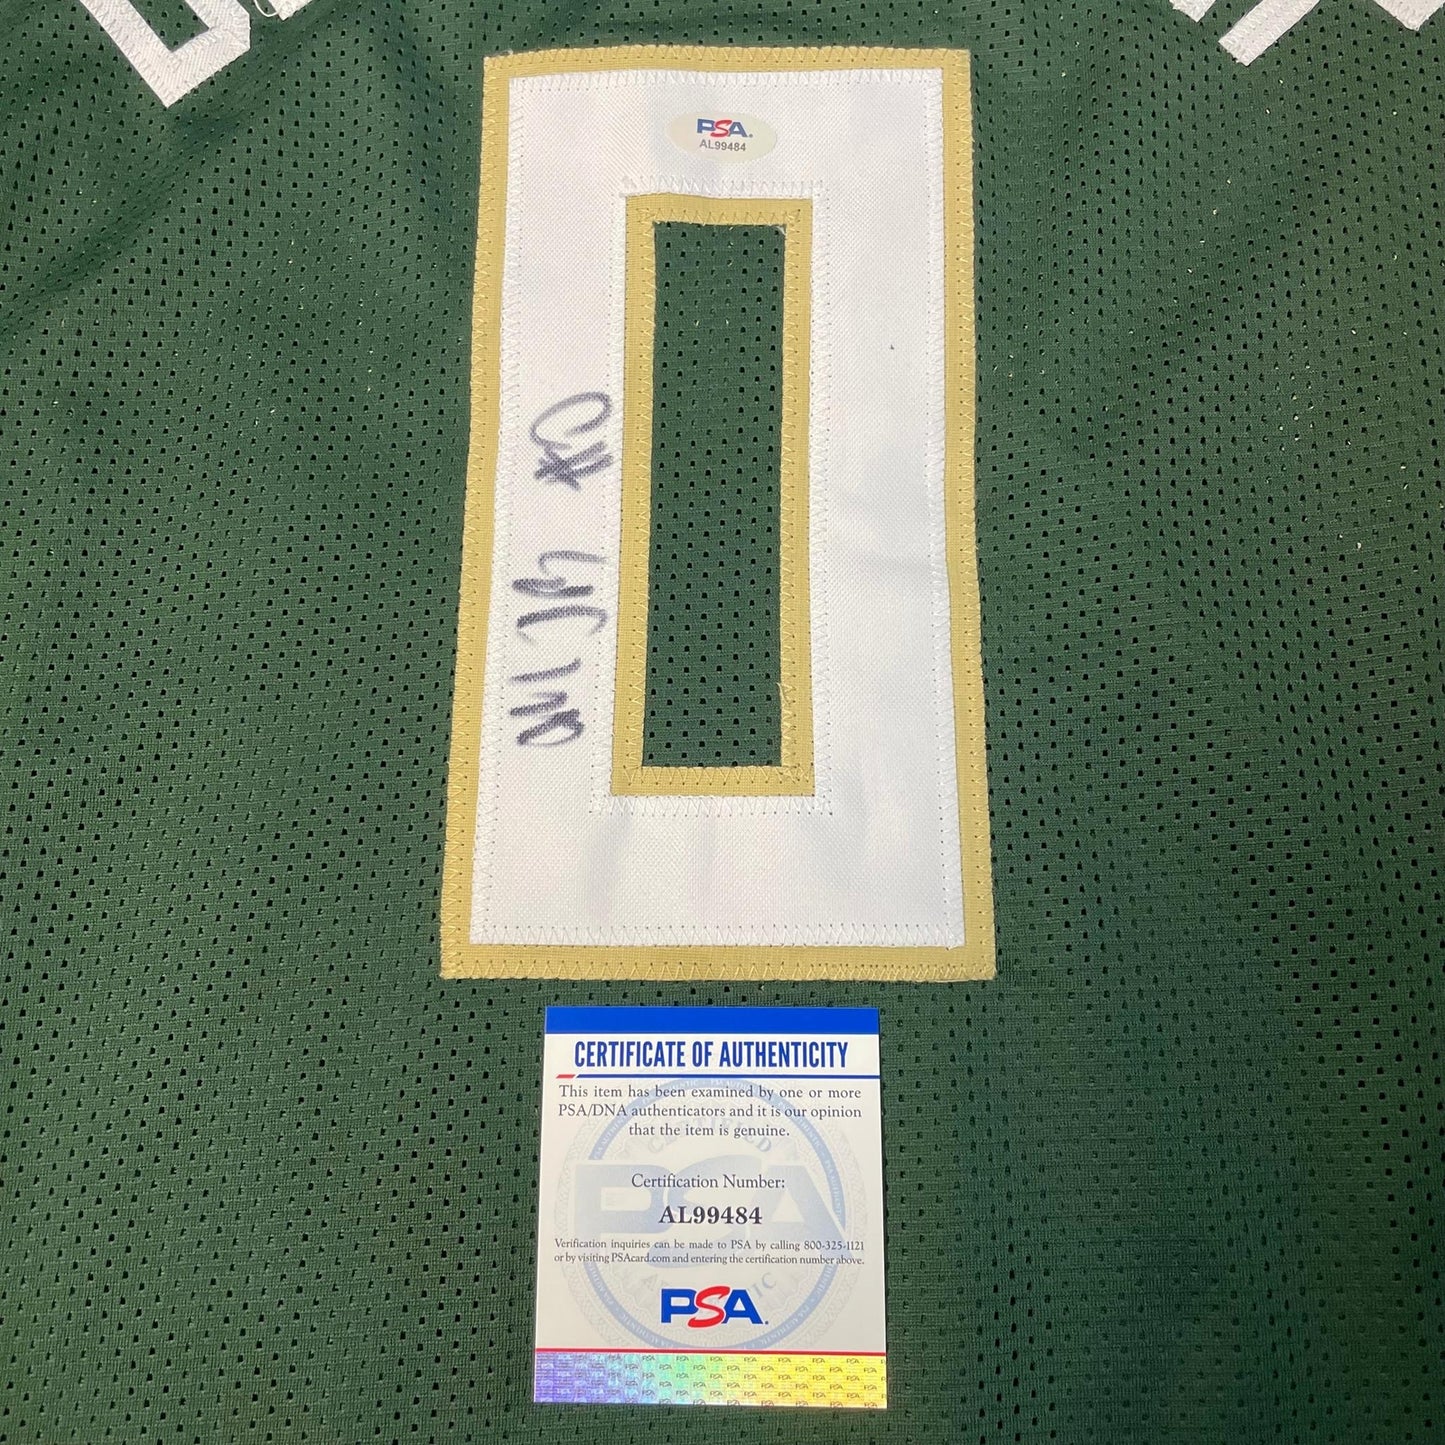 PSA
AL99484
0
CERTIFICATE OF AUTHENTICITY
This item has been examined by one or more
PSA/DNA authenticators and it is our opinion
that the item is genuine.
Certification Number:
AL99484
Verification inquiries can be made to PSA by calling 800-325-1121
or by visiting PSAcard.com and entering the certification number above.
PSA